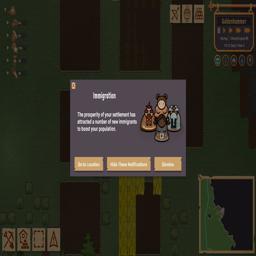 Goldenhammer
Immigration
The prosperity of your settlement has
attracted a number of new immigrants
to boost your population.
Go to Location
Hide These Notifications
Dismiss